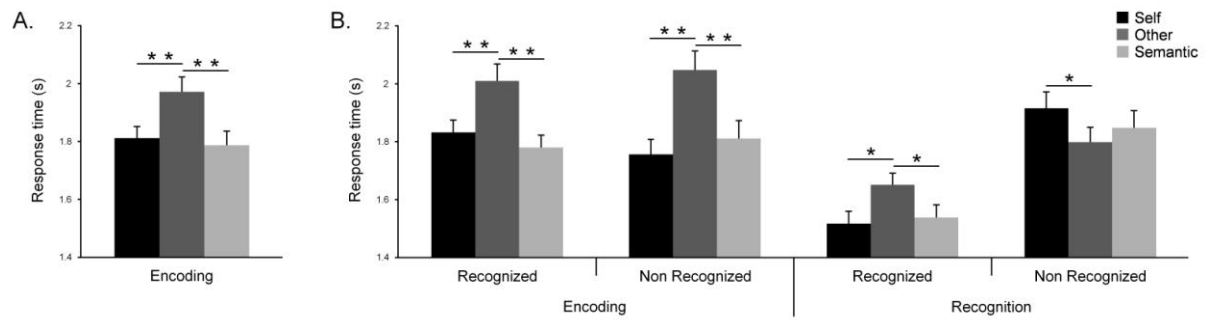 A.
Response time (s)
2.2
2
1.8
1.6
1.4
* *
* *
Encoding
B.
Response time (s)
2.2
2
1.8
1.6
1.4
* *
* *
* *
* *
*
*
*
Recognized
Non Recognized
Recognized
Non Recognized
Encoding
Recognition
Self
Other
Semantic